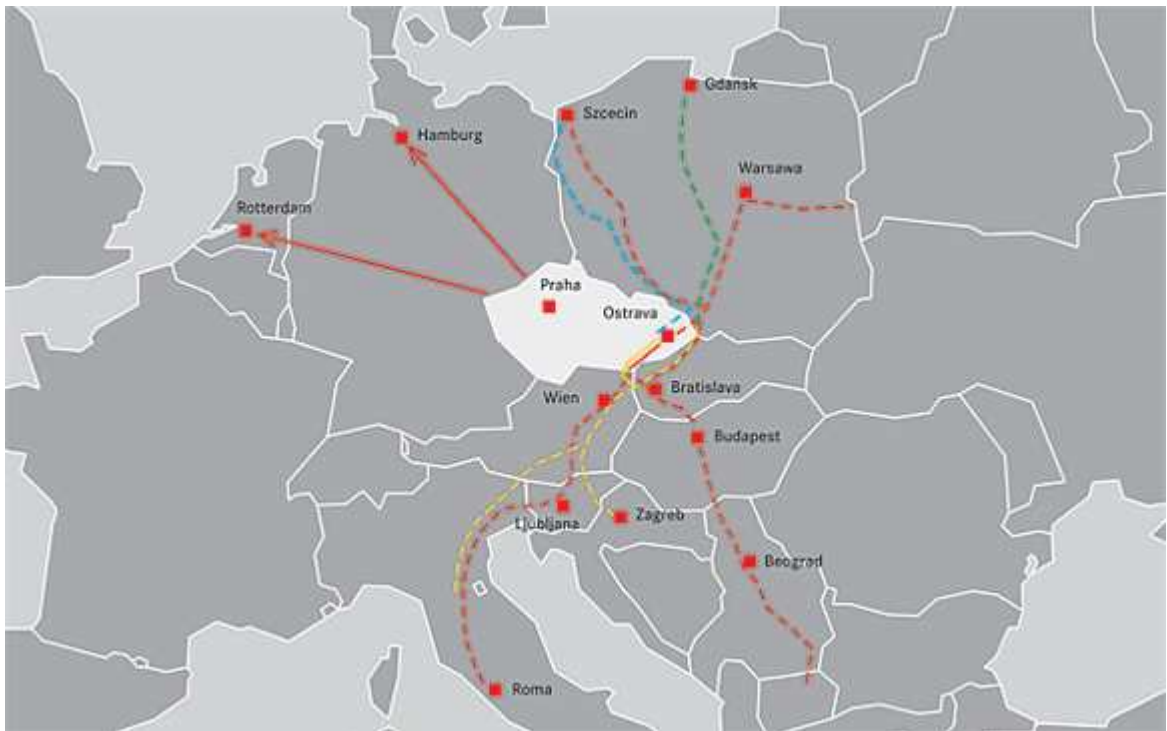 Gdansk
Szcecin
Hamburg
Warsawa
Rotterdam
Praha
Ostrava
Wien
Bratislava
Budapest
Ljubljana
Zagreb
Beograd
Roma